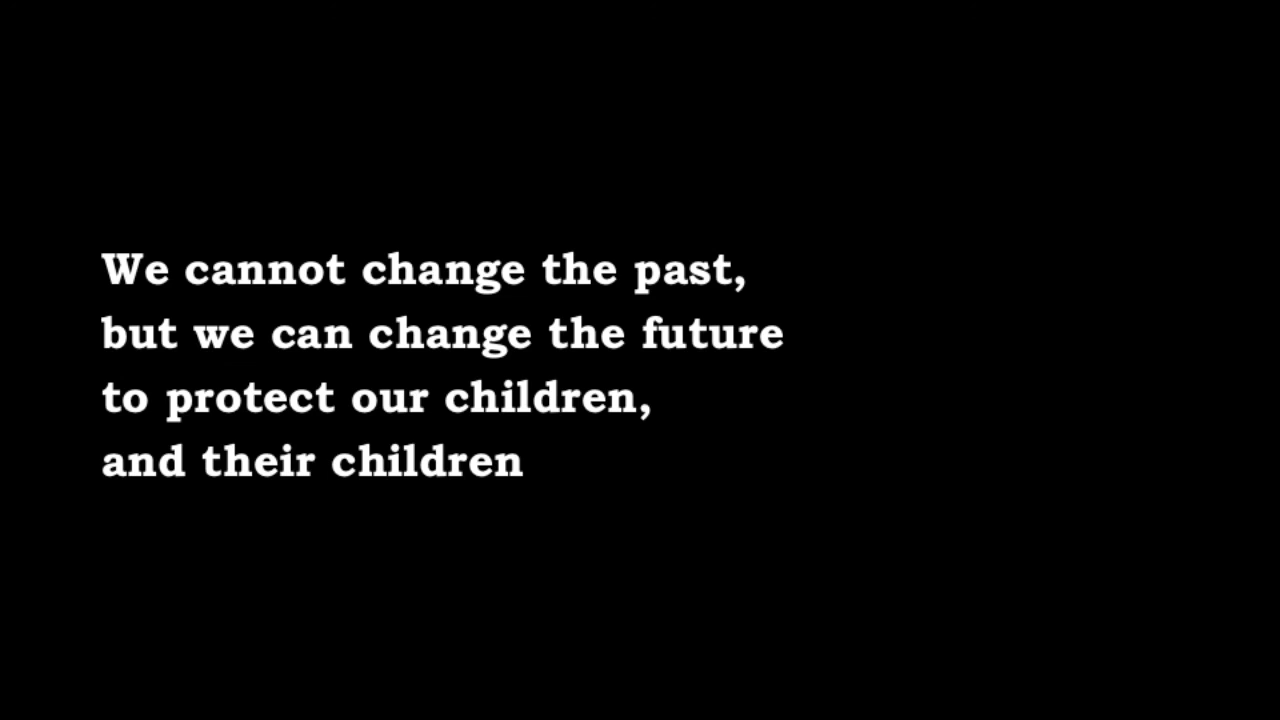 We cannot change the past,
but we can change the future
to protect our children,
and their children